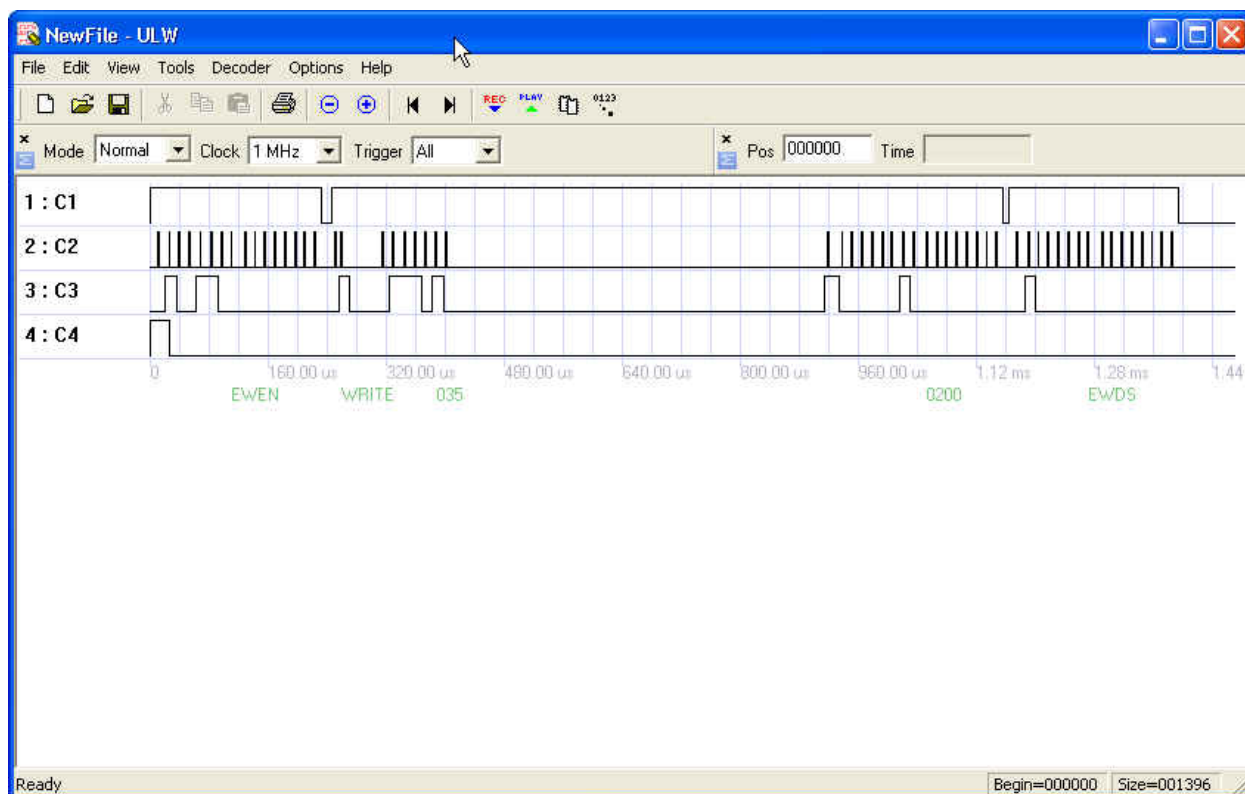 NewFile - ULW
File Edit View Tools Decoder Options Help
REC PLAY 0123
Mode Normal Clock 1 MHz Trigger All Pos 000000 Time
1 : C1
2 : C2
3 : C3
4 : C4
0 160.00 us 320.00 us 480.00 us 640.00 us 800.00 us 960.00 us 1.12 ms 1.28 ms 1.44
EWEN WRITE 035 0200 EWDS
Ready Begin=000000 Size=001396